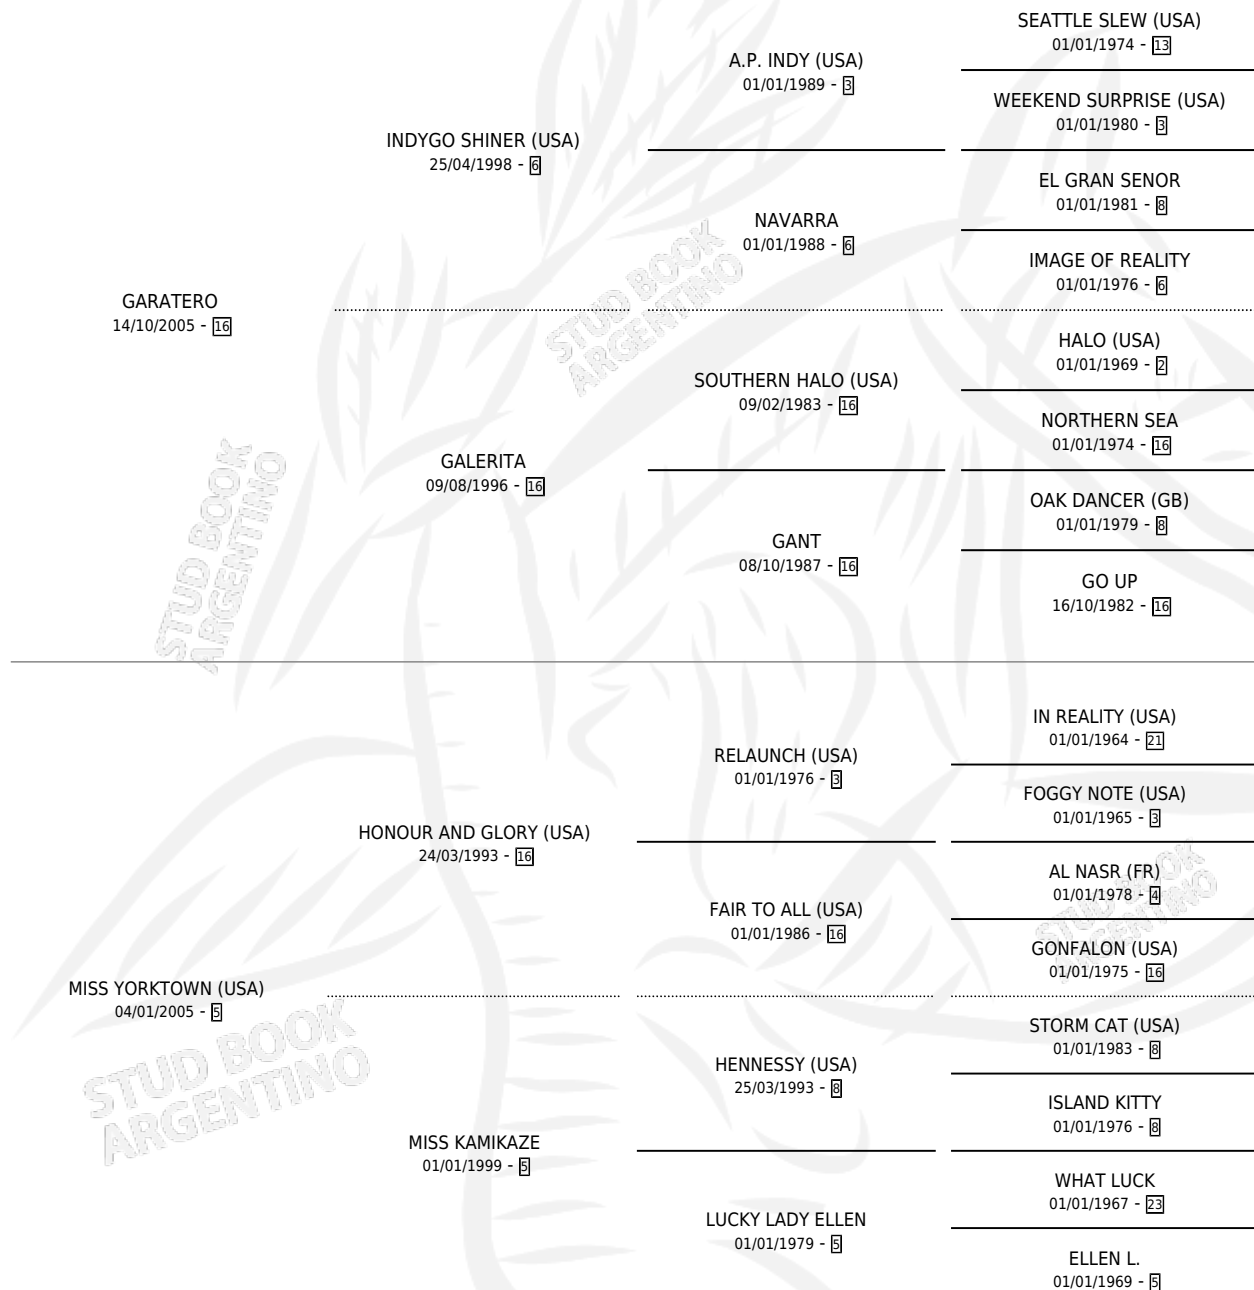 SEATTLE SLEW (USA)
01/01/1974 - 13
A.P. INDY (USA)
01/01/1989 - 3
WEEKEND SURPRISE (USA)
01/01/1980 - 3
INDYGO SHINER (USA)
25/04/1998 - 6
EL GRAN SENOR
01/01/1981 - 8
NAVARRA
01/01/1988 - 6
IMAGE OF REALITY
01/01/1976 - 6
GARATERO
14/10/2005 - 16
HALO (USA)
01/01/1969 - 2
SOUTHERN HALO (USA)
09/02/1983 - 16
NORTHERN SEA
01/01/1974 - 16
GALERITA
09/08/1996 - 16
OAK DANCER (GB)
01/01/1979 - 8
GANT
08/10/1987 - 16
GO UP
16/10/1982 - 16
IN REALITY (USA)
01/01/1964 - 21
RELAUNCH (USA)
01/01/1976 - 3
FOGGY NOTE (USA)
01/01/1965 - 3
HONOUR AND GLORY (USA)
24/03/1993 - 16
AL NASR (FR)
01/01/1978 - 4
FAIR TO ALL (USA)
01/01/1986 - 16
GONFALON (USA)
01/01/1975 - 16
MISS YORKTOWN (USA)
04/01/2005 - 5
STORM CAT (USA)
01/01/1983 - 8
HENNESSY (USA)
25/03/1993 - 8
ISLAND KITTY
01/01/1976 - 8
MISS KAMIKAZE
01/01/1999 - 5
WHAT LUCK
01/01/1967 - 23
LUCKY LADY ELLEN
01/01/1979 - 5
ELLEN L.
01/01/1969 - 5
STUD BOOK
ARGENTINO
STUD BOOK
ARGENTINO
STUD BOOK
ARGENTINO
STUD BOOK
ARGENTINO